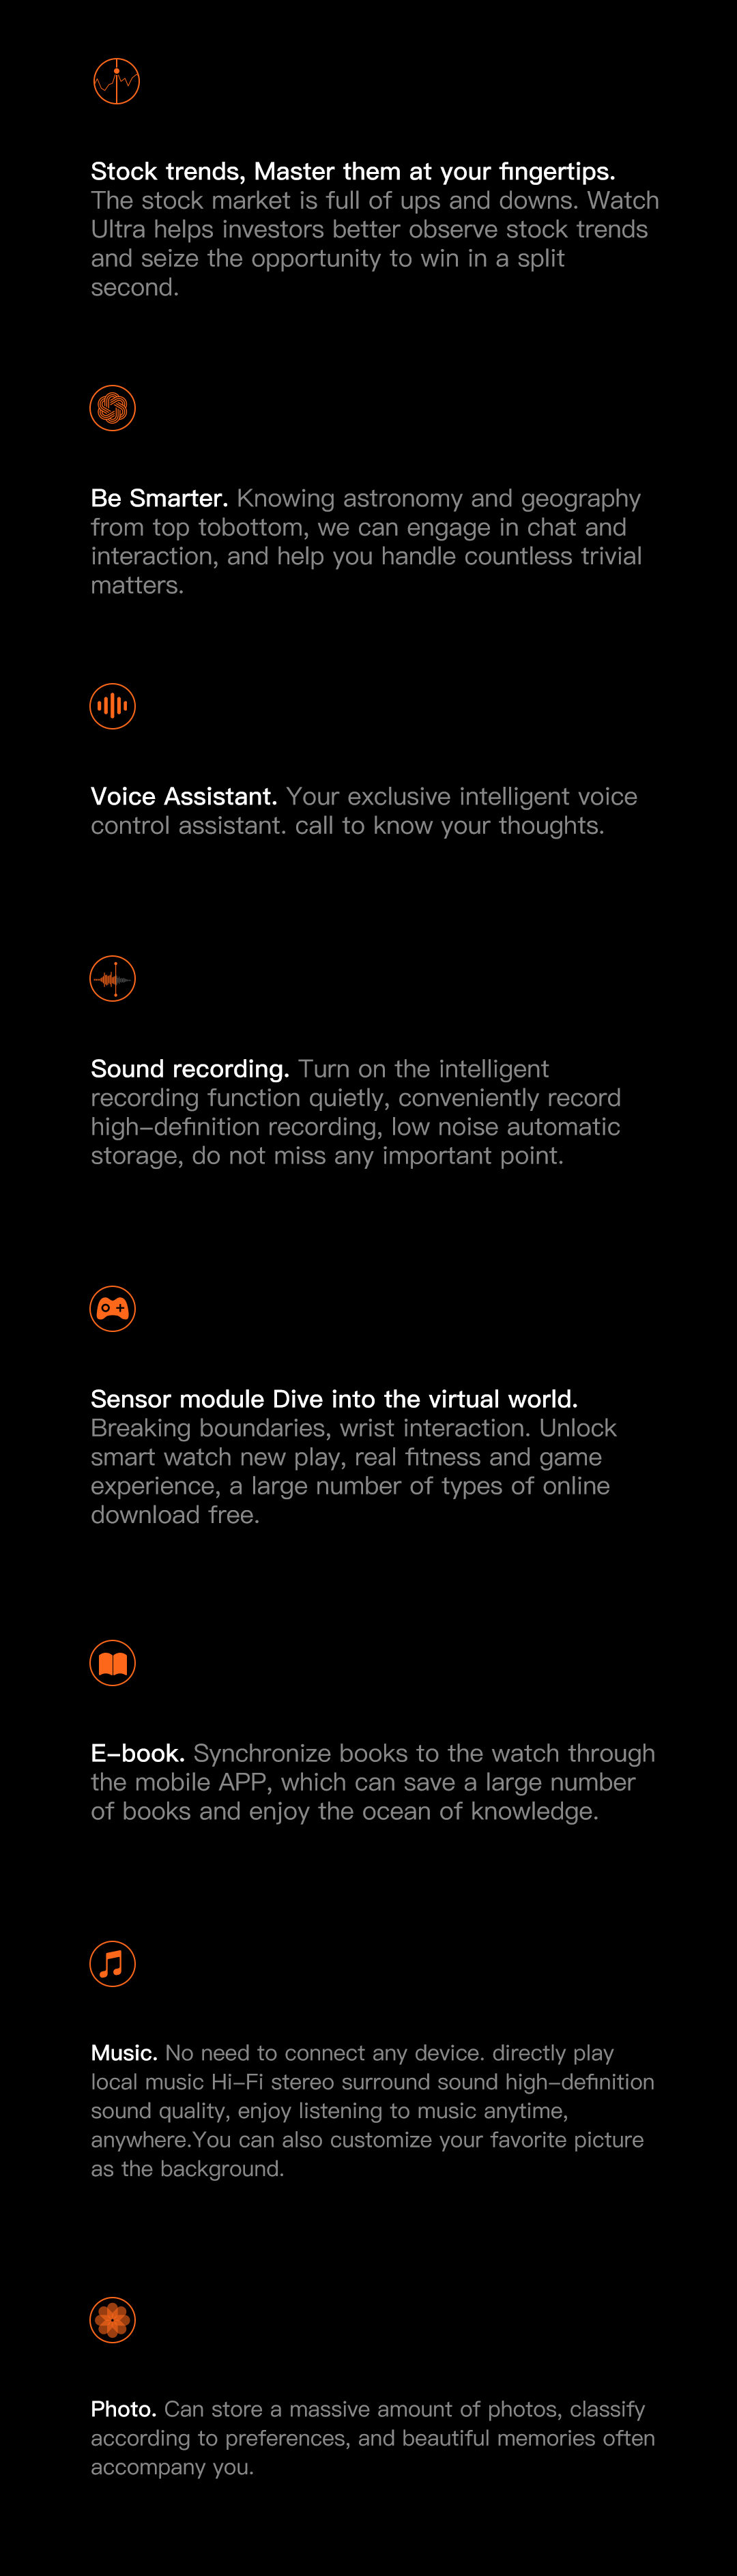 Stock trends, Master them at your fingertips.
The stock market is full of ups and downs. Watch
Ultra helps investors better observe stock trends
and seize the opportunity to win in a split
second.
Be Smarter. Knowing astronomy and geography
from top tobottom, we can engage in chat and
interaction, and help you handle countless trivial
matters.
Voice Assistant. Your exclusive intelligent voice
control assistant. call to know your thoughts.
Sound recording. Turn on the intelligent
recording function quietly, conveniently record
high-definition recording, low noise automatic
storage, do not miss any important point.
Sensor module Dive into the virtual world.
Breaking boundaries, wrist interaction. Unlock
smart watch new play, real fitness and game
experience, a large number of types of online
download free.
E-book. Synchronize books to the watch through
the mobile APP, which can save a large number
of books and enjoy the ocean of knowledge.
Music. No need to connect any device. directly play
local music Hi-Fi stereo surround sound high-definition
sound quality, enjoy listening to music anytime,
anywhere.You can also customize your favorite picture
as the background.
Photo. Can store a massive amount of photos, classify
according to preferences, and beautiful memories often
accompany you.